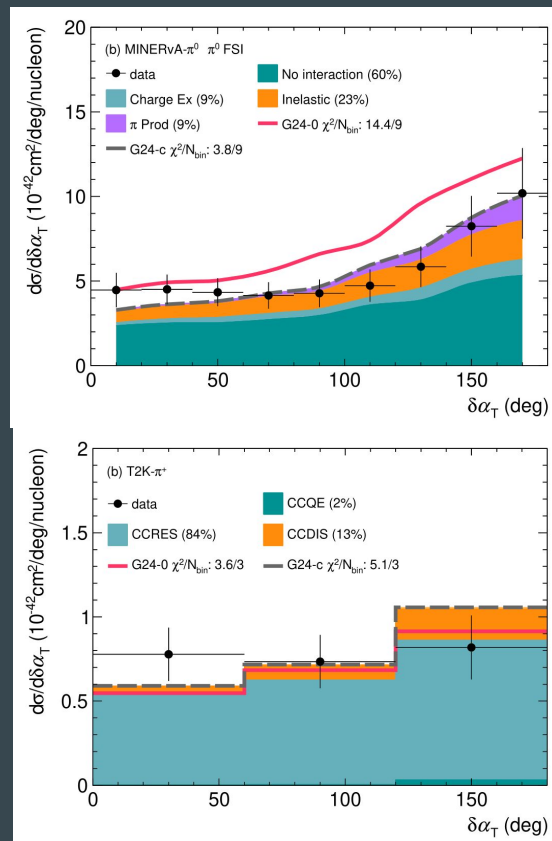 20
(b) MINERvA-π⁰ π⁰ FSI
data
No interaction (60%)
Charge Ex (9%)
Inelastic (23%)
π Prod (9%)
G24-0 χ²/N_bin: 14.4/9
G24-c χ²/N_bin: 3.8/9
15
10
5
0
dσ/dδα_T (10⁻⁴²cm²/deg/nucleon)
0 50 100 150
δα_T (deg)
2
(b) T2K-π⁺
data
CCQE (2%)
CCRES (84%)
CCDIS (13%)
G24-0 χ²/N_bin: 3.6/3
G24-c χ²/N_bin: 5.1/3
1.5
1
0.5
0
dσ/dδα_T (10⁻⁴²cm²/deg/nucleon)
0 50 100 150
δα_T (deg)